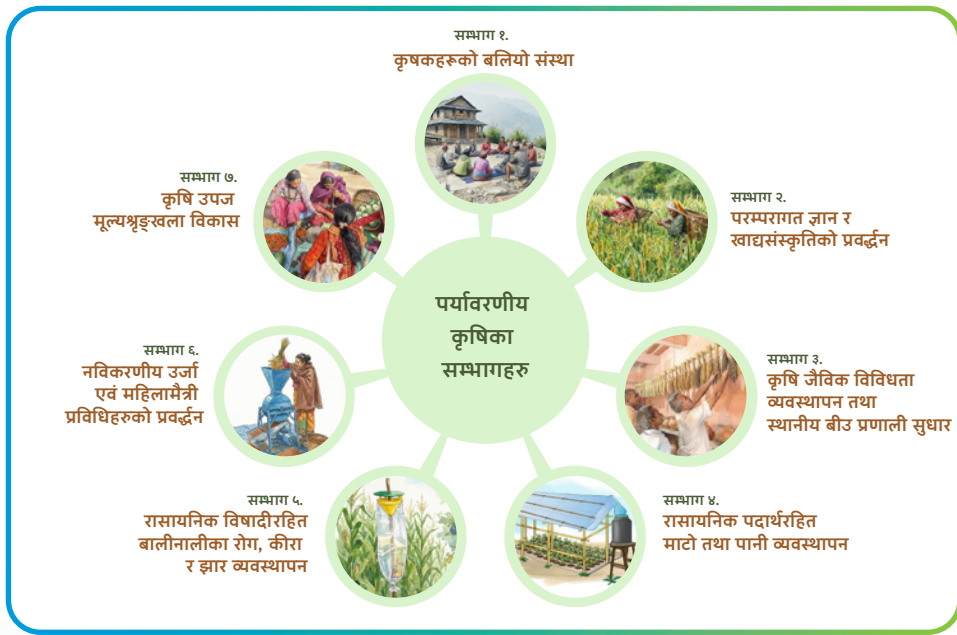 सम्भाग १.
कृषकहरूको बलियो संस्था
सम्भाग २.
परम्परागत ज्ञान र
खाद्यसंस्कृतिको प्रवर्द्धन
सम्भाग ३.
कृषि जैविक विविधता
व्यवस्थापन तथा
स्थानीय बीउ प्रणाली सुधार
सम्भाग ४.
रासायनिक पदार्थरहित
माटो तथा पानी व्यवस्थापन
सम्भाग ५.
रासायनिक विषादीरहित
बालीनालीका रोग, कीरा
र झार व्यवस्थापन
सम्भाग ६.
नविकरणीय उर्जा
एवं महिलामैत्री
प्रविधिहरुको प्रवर्द्धन
सम्भाग ७.
कृषि उपज
मूल्यश्रृङ्खला विकास
पर्यावरणीय
कृषिका
सम्भागहरु